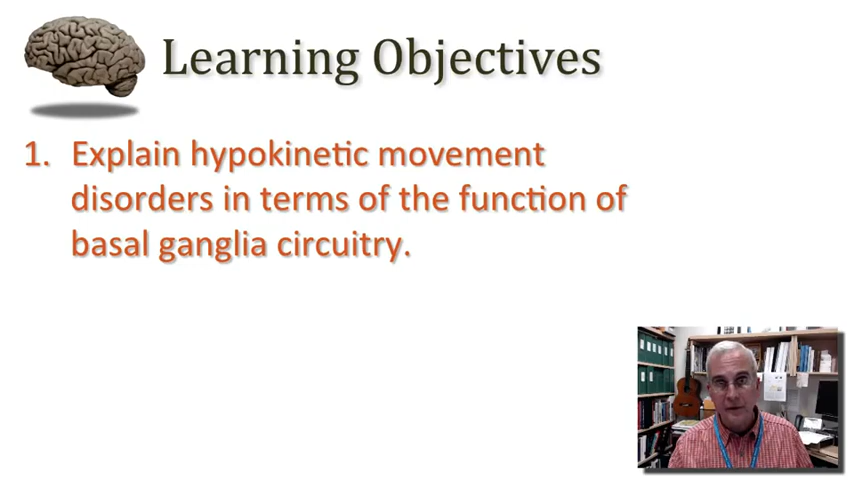 Learning Objectives
1. Explain hypokinetic movement
disorders in terms of the function of
basal ganglia circuitry.